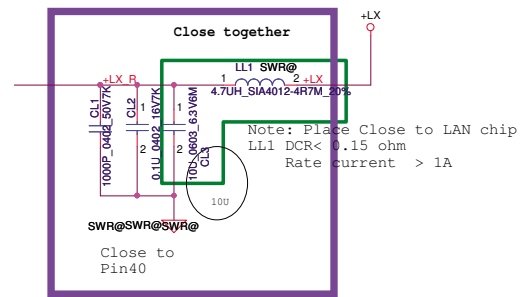 +LX
Close together
LL1 SWR@
+LX_R
1 2 +LX
4.7UH_SIA4012-4R7M_20%
CL1
1000P_0402_50V7K
CL2
1
2
0.1U_0402_16V7K
1
2
10U_0603_6.3V6M
CL3
Note: Place Close to LAN chip
LL1 DCR< 0.15 ohm
Rate current > 1A
10U
SWR@ SWR@ SWR@
Close to
Pin40